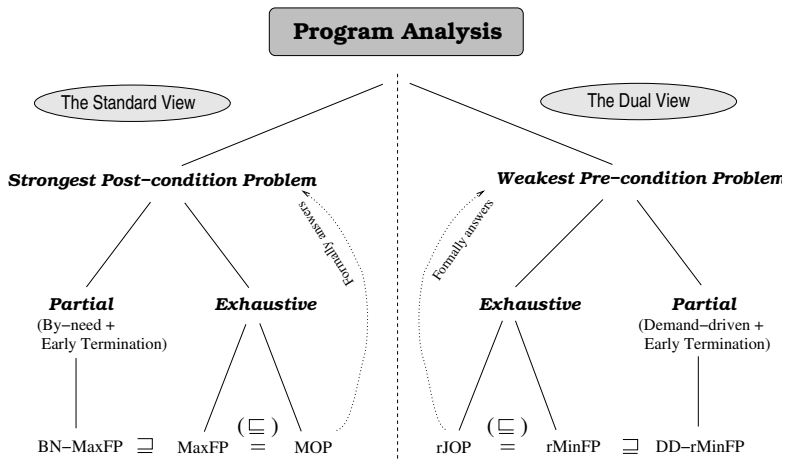 Program Analysis
The Standard View
The Dual View
Strongest Post−condition Problem
Weakest Pre−condition Problem
Formally answers
Formally answers
Partial
(By−need +
Early Termination)
Exhaustive
Exhaustive
Partial
(Demand−driven +
Early Termination)
BN−MaxFP ⊒ MaxFP (⊑) = MOP
rJOP (⊑) = rMinFP ⊒ DD−rMinFP